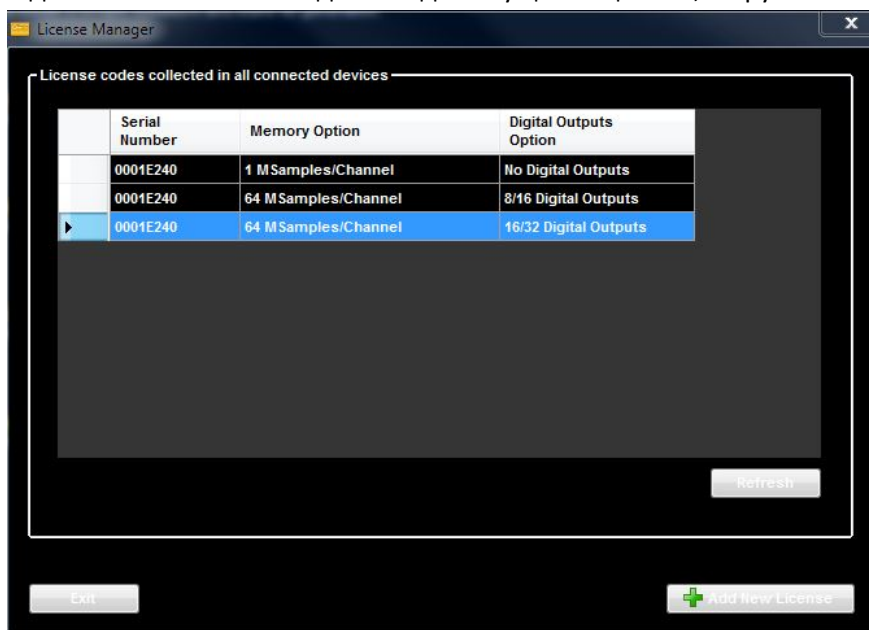 License Manager
License codes collected in all connected devices
Serial Number
Memory Option
Digital Outputs Option
0001E240
1 MSamples/Channel
No Digital Outputs
0001E240
64 MSamples/Channel
8/16 Digital Outputs
0001E240
64 MSamples/Channel
16/32 Digital Outputs
Refresh
Exit
Add New License